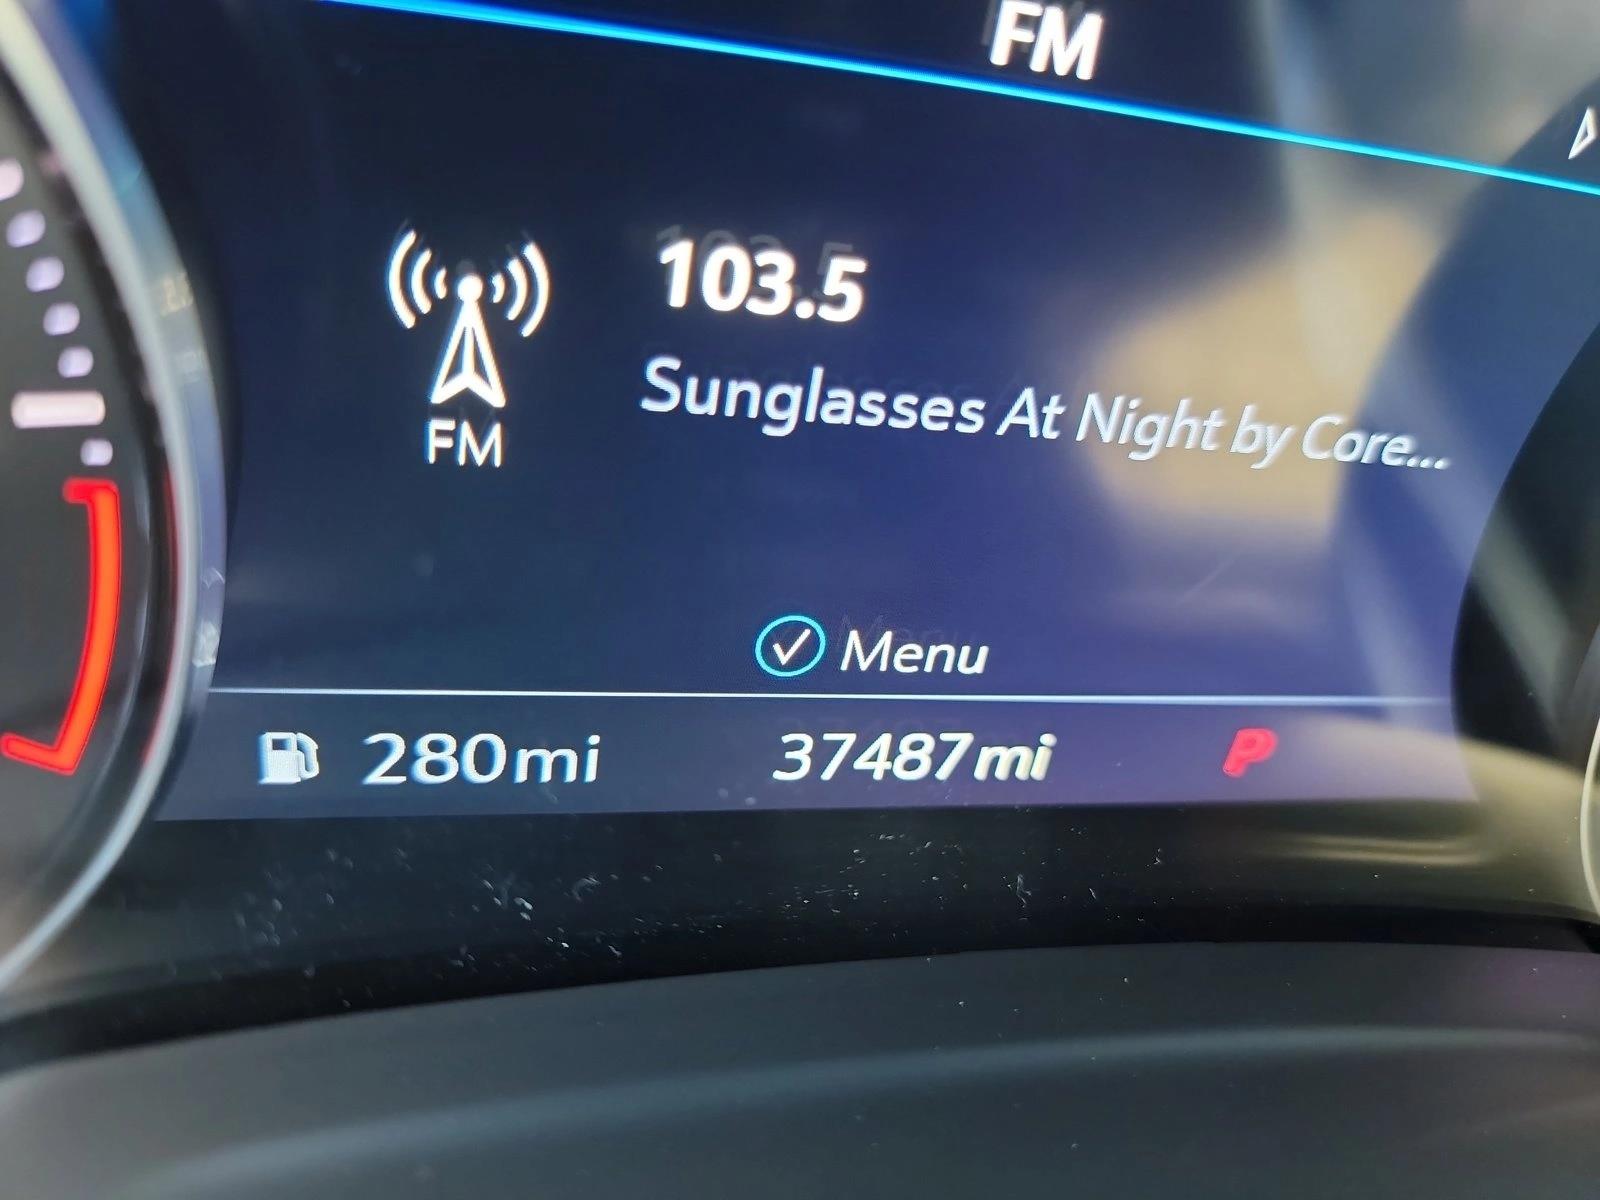 FM
103.5
Sunglasses At Night by Core...
FM
Menu
280mi 37487mi P